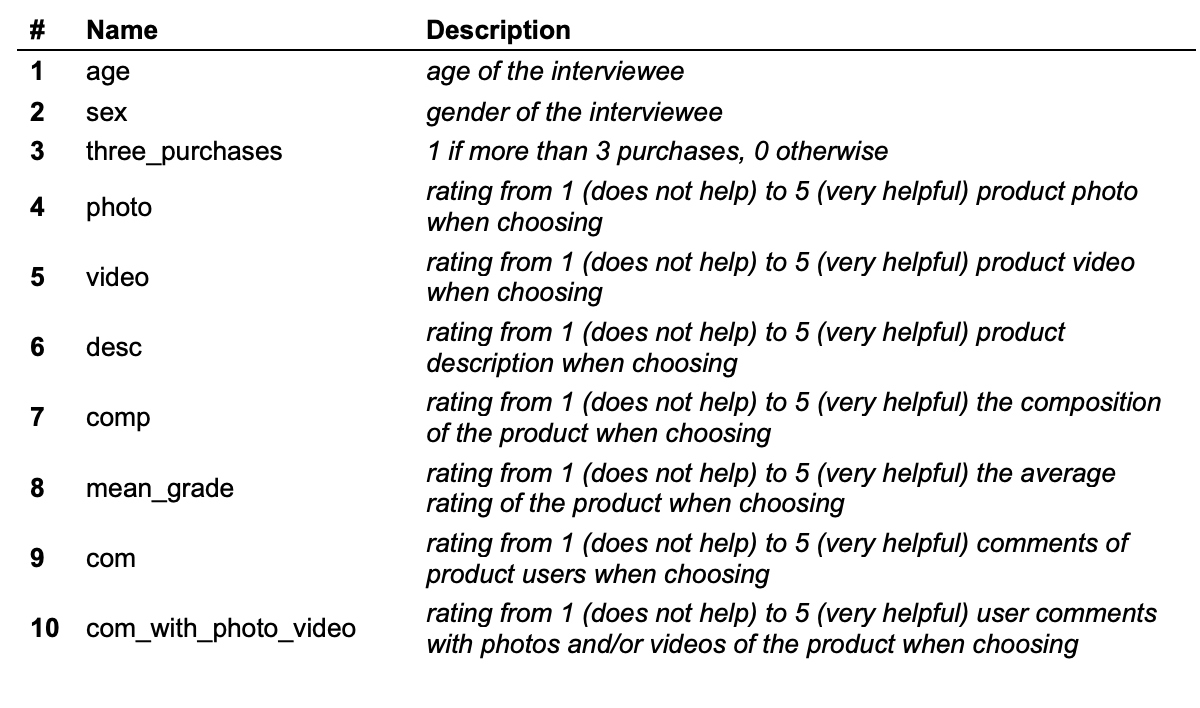 # Name Description
1 age age of the interviewee
2 sex gender of the interviewee
3 three_purchases 1 if more than 3 purchases, 0 otherwise
4 photo rating from 1 (does not help) to 5 (very helpful) product photo
when choosing
5 video rating from 1 (does not help) to 5 (very helpful) product video
when choosing
6 desc rating from 1 (does not help) to 5 (very helpful) product
description when choosing
7 comp rating from 1 (does not help) to 5 (very helpful) the composition
of the product when choosing
8 mean_grade rating from 1 (does not help) to 5 (very helpful) the average
rating of the product when choosing
9 com rating from 1 (does not help) to 5 (very helpful) comments of
product users when choosing
10 com_with_photo_video rating from 1 (does not help) to 5 (very helpful) user comments
with photos and/or videos of the product when choosing